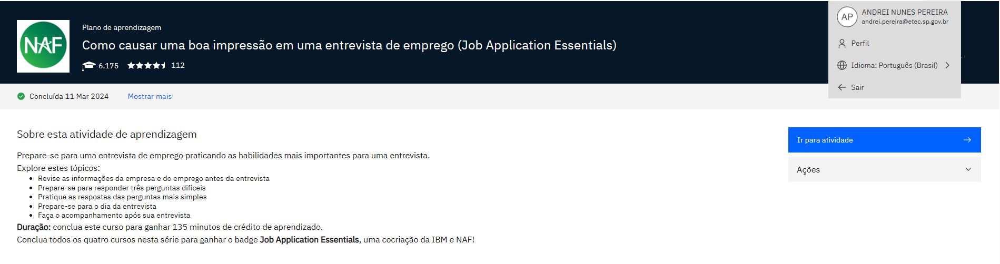 NAF
Plano de aprendizagem
Como causar uma boa impressão em uma entrevista de emprego (Job Application Essentials)
6.175 112
AP
ANDREI NUNES PEREIRA
andrei.pereira@etec.sp.gov.br
Perfil
Idioma: Português (Brasil)
Sair
Concluída 11 Mar 2024 Mostrar mais
Sobre esta atividade de aprendizagem
Prepare-se para uma entrevista de emprego praticando as habilidades mais importantes para uma entrevista.
Explore estes tópicos:
Revise as informações da empresa e do emprego antes da entrevista
Prepare-se para responder três perguntas difíceis
Pratique as respostas das perguntas mais simples
Prepare-se para o dia da entrevista
Faça o acompanhamento após sua entrevista
Duração: conclua este curso para ganhar 135 minutos de crédito de aprendizado.
Conclua todos os quatro cursos nesta série para ganhar o badge Job Application Essentials, uma cocriação da IBM e NAF!
Ir para atividade
Ações